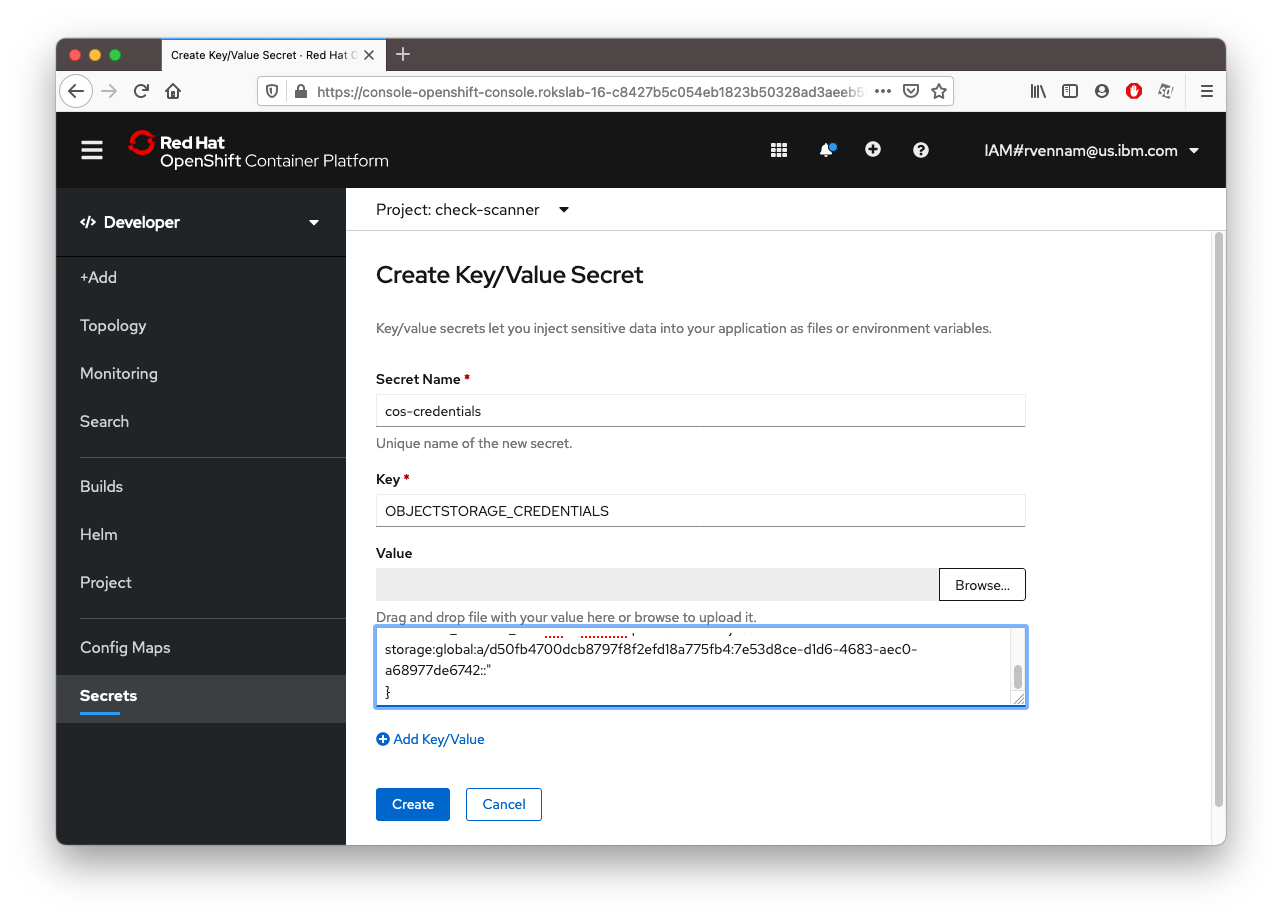 Create Key/Value Secret · Red Hat O
https://console-openshift-console.rokslab-16-c8427b5c054eb1823b50328ad3aeeb5
Red Hat
OpenShift Container Platform
IAM#rvennam@us.ibm.com
Developer
Project: check-scanner
+Add
Topology
Monitoring
Search
Builds
Helm
Project
Config Maps
Secrets
Create Key/Value Secret
Key/value secrets let you inject sensitive data into your application as files or environment variables.
Secret Name *
cos-credentials
Unique name of the new secret.
Key *
OBJECTSTORAGE_CREDENTIALS
Value
Browse...
Drag and drop file with your value here or browse to upload it.
storage:global:a/d50fb4700dcb8797f8f2efd18a775fb4:7e53d8ce-d1d6-4683-aec0-
a68977de6742::"
}
Add Key/Value
Create
Cancel